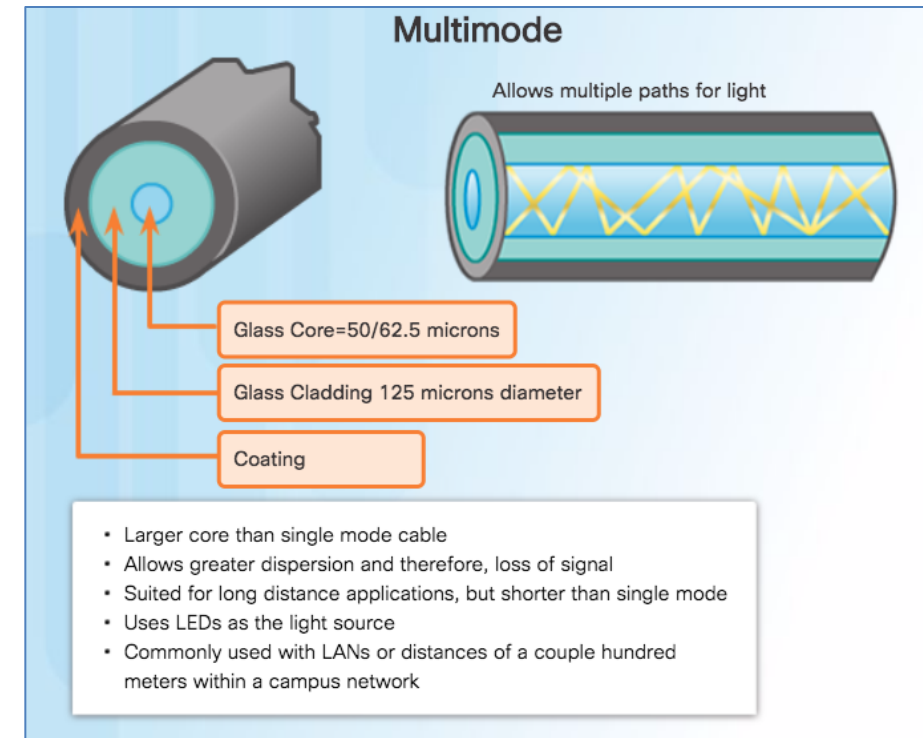 Multimode
Allows multiple paths for light
Glass Core=50/62.5 microns
Glass Cladding 125 microns diameter
Coating
• Larger core than single mode cable
• Allows greater dispersion and therefore, loss of signal
• Suited for long distance applications, but shorter than single mode
• Uses LEDs as the light source
• Commonly used with LANs or distances of a couple hundred
meters within a campus network